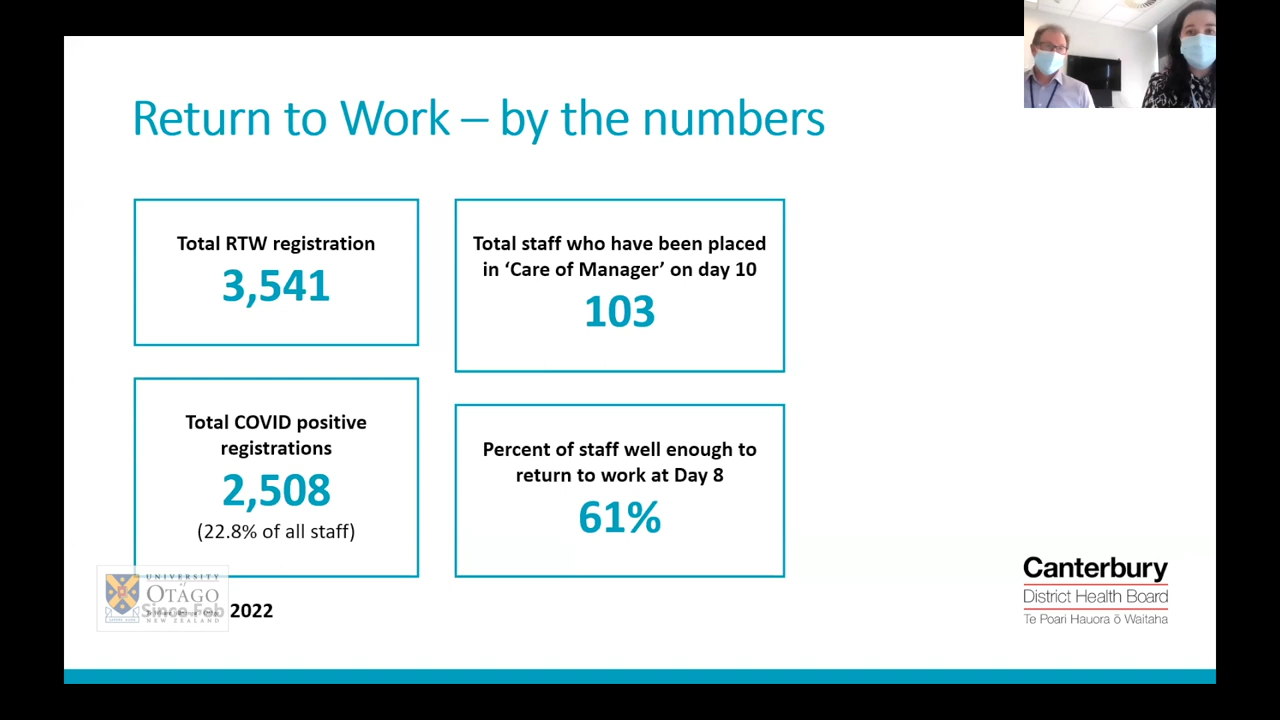 Return to Work – by the numbers
Total RTW registration
3,541
Total staff who have been placed
in ‘Care of Manager’ on day 10
103
Total COVID positive
registrations
2,508
(22.8% of all staff)
Percent of staff well enough to
return to work at Day 8
61%
UNIVERSITY
of
OTAGO
NEW ZEALAND
Since Feb 2022
Canterbury
District Health Board
Te Poari Hauora ō Waitaha